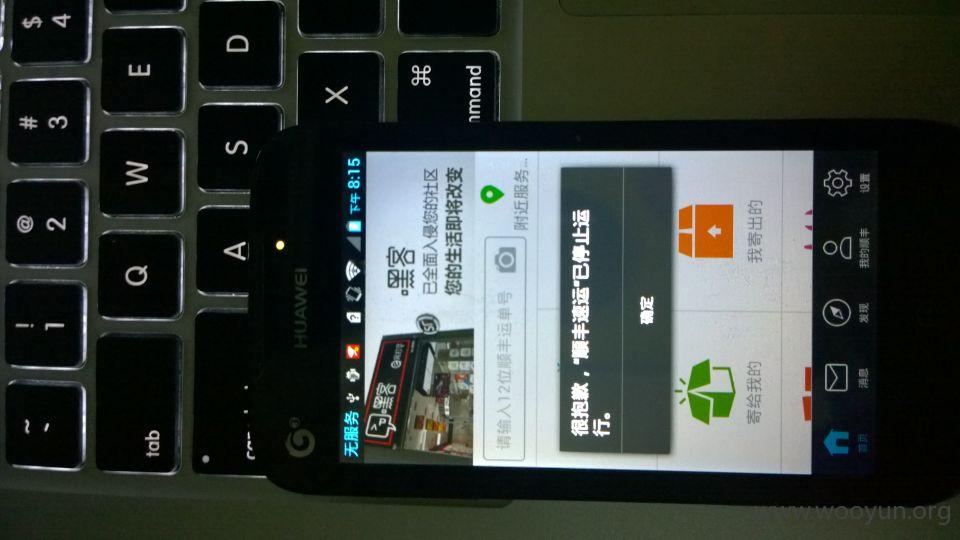 HUAWEI
无服务
下午 8:15
嘿客
已全面入侵您的社区
您的生活即将改变
嘿客
请输入12位顺丰运单号
附近服务...
很抱歉，“顺丰速运”已停止运
行。
确定
寄给我的
我寄出的
首页
消息
发现
我的顺丰
设置
~
!
1
@
2
#
3
$
4
tab
Q
W
E
A
S
D
X
⌘
mmand
www.wooyun.org